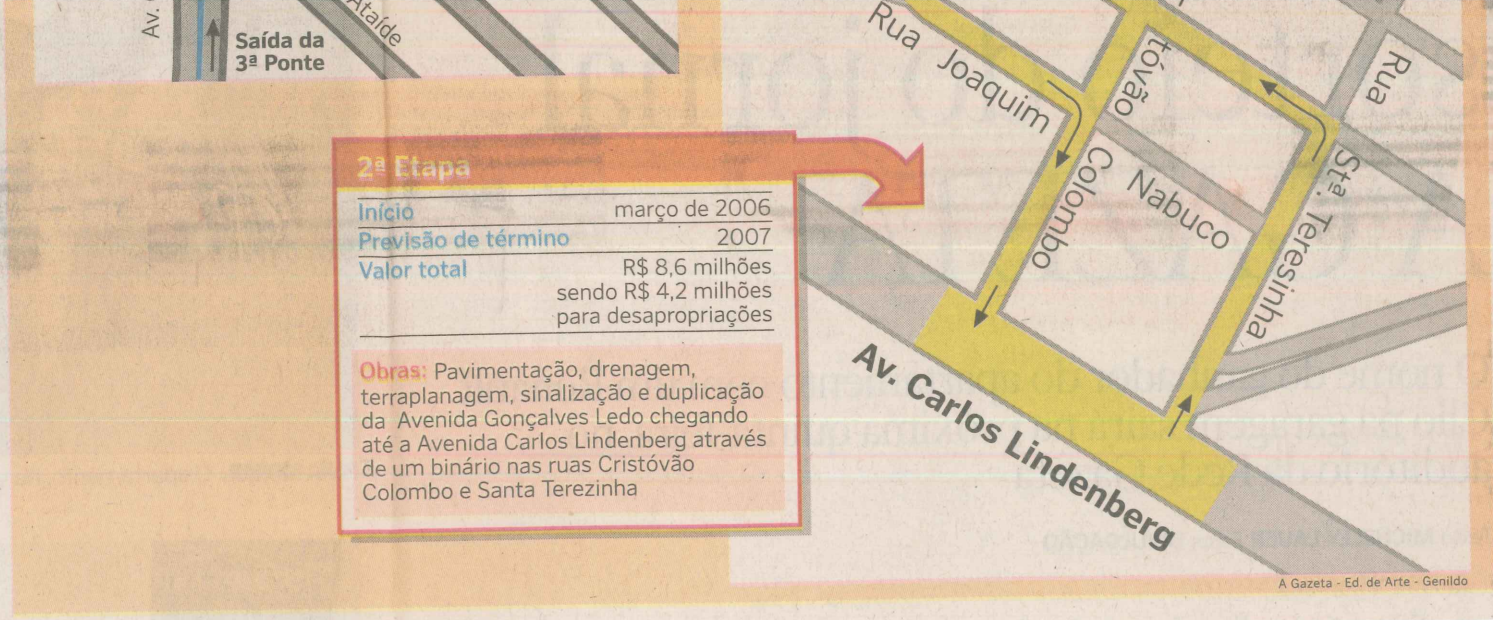 Av.
Ataíde
Saída da
3ª Ponte
Rua Joaquim Nabuco
tóvão Colombo
Rua
Stª. Teresinha
2ª Etapa
Início março de 2006
Previsão de término 2007
Valor total R$ 8,6 milhões
sendo R$ 4,2 milhões
para desapropriações
Obras: Pavimentação, drenagem,
terraplanagem, sinalização e duplicação
da Avenida Gonçalves Ledo chegando
até a Avenida Carlos Lindenberg através
de um binário nas ruas Cristóvão
Colombo e Santa Terezinha
Av. Carlos Lindenberg
A Gazeta - Ed. de Arte - Genildo